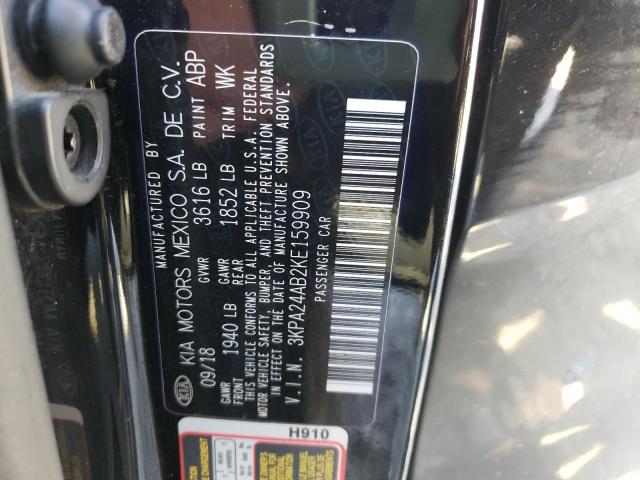 MANUFACTURED BY
KIA KIA MOTORS MEXICO S.A. DE C.V.
09/18 GVWR 3616 LB PAINT ABP
GAWR FRONT 1940 LB GAWR REAR 1852 LB TRIM WK
THIS VEHICLE CONFORMS TO ALL APPLICABLE U.S.A. FEDERAL
MOTOR VEHICLE SAFETY, BUMPER, AND THEFT PREVENTION STANDARDS
IN EFFECT ON THE DATE OF MANUFACTURE SHOWN ABOVE.
V.I.N. 3KPA24AB2KE159909
PASSENGER CAR
H910